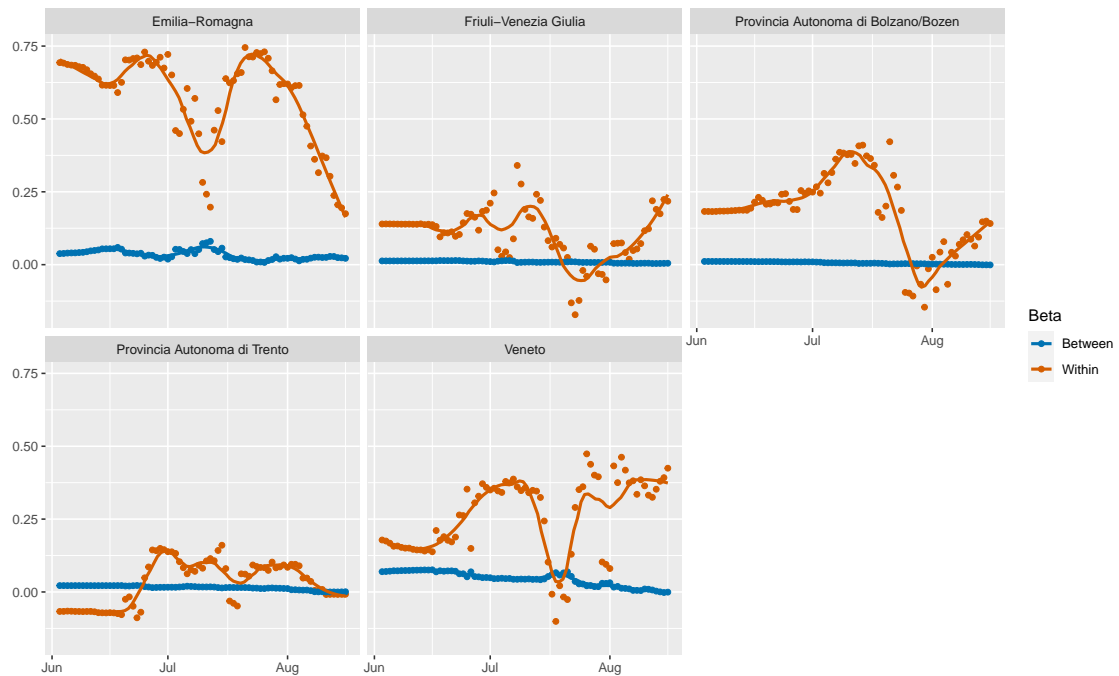 Emilia−Romagna
Friuli−Venezia Giulia
Provincia Autonoma di Bolzano/Bozen
0.75
0.50
0.25
0.00
Jun
Jul
Aug
Provincia Autonoma di Trento
Veneto
0.75
0.50
0.25
0.00
Jun
Jul
Aug
Jun
Jul
Aug
Beta
Between
Within